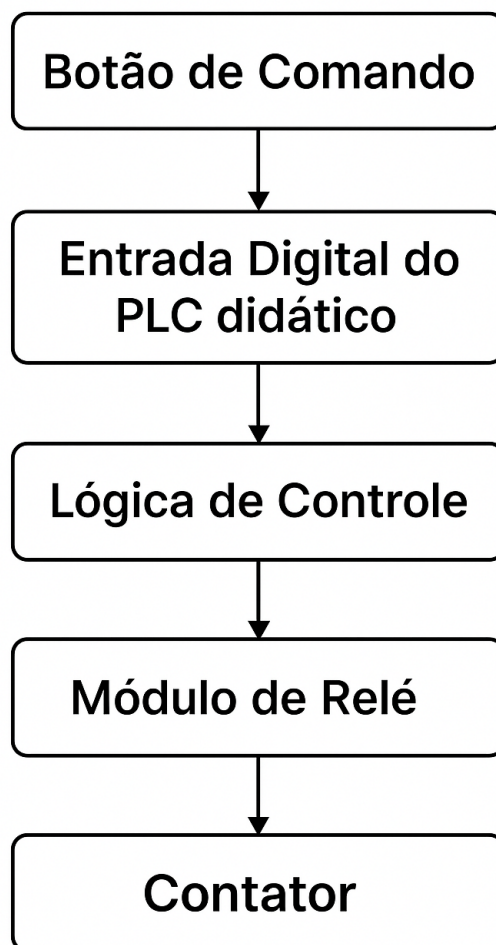 Botão de Comando
Entrada Digital do
PLC didático
Lógica de Controle
Módulo de Relé
Contator